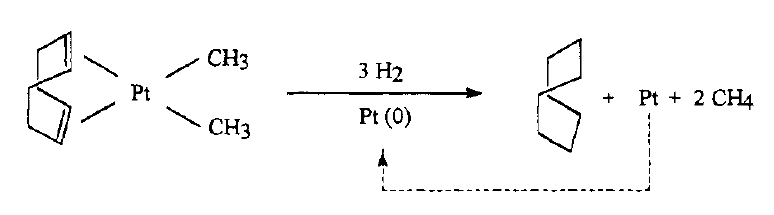 CH3
3 H2
Pt
Pt (0)
+ Pt + 2 CH4
CH3